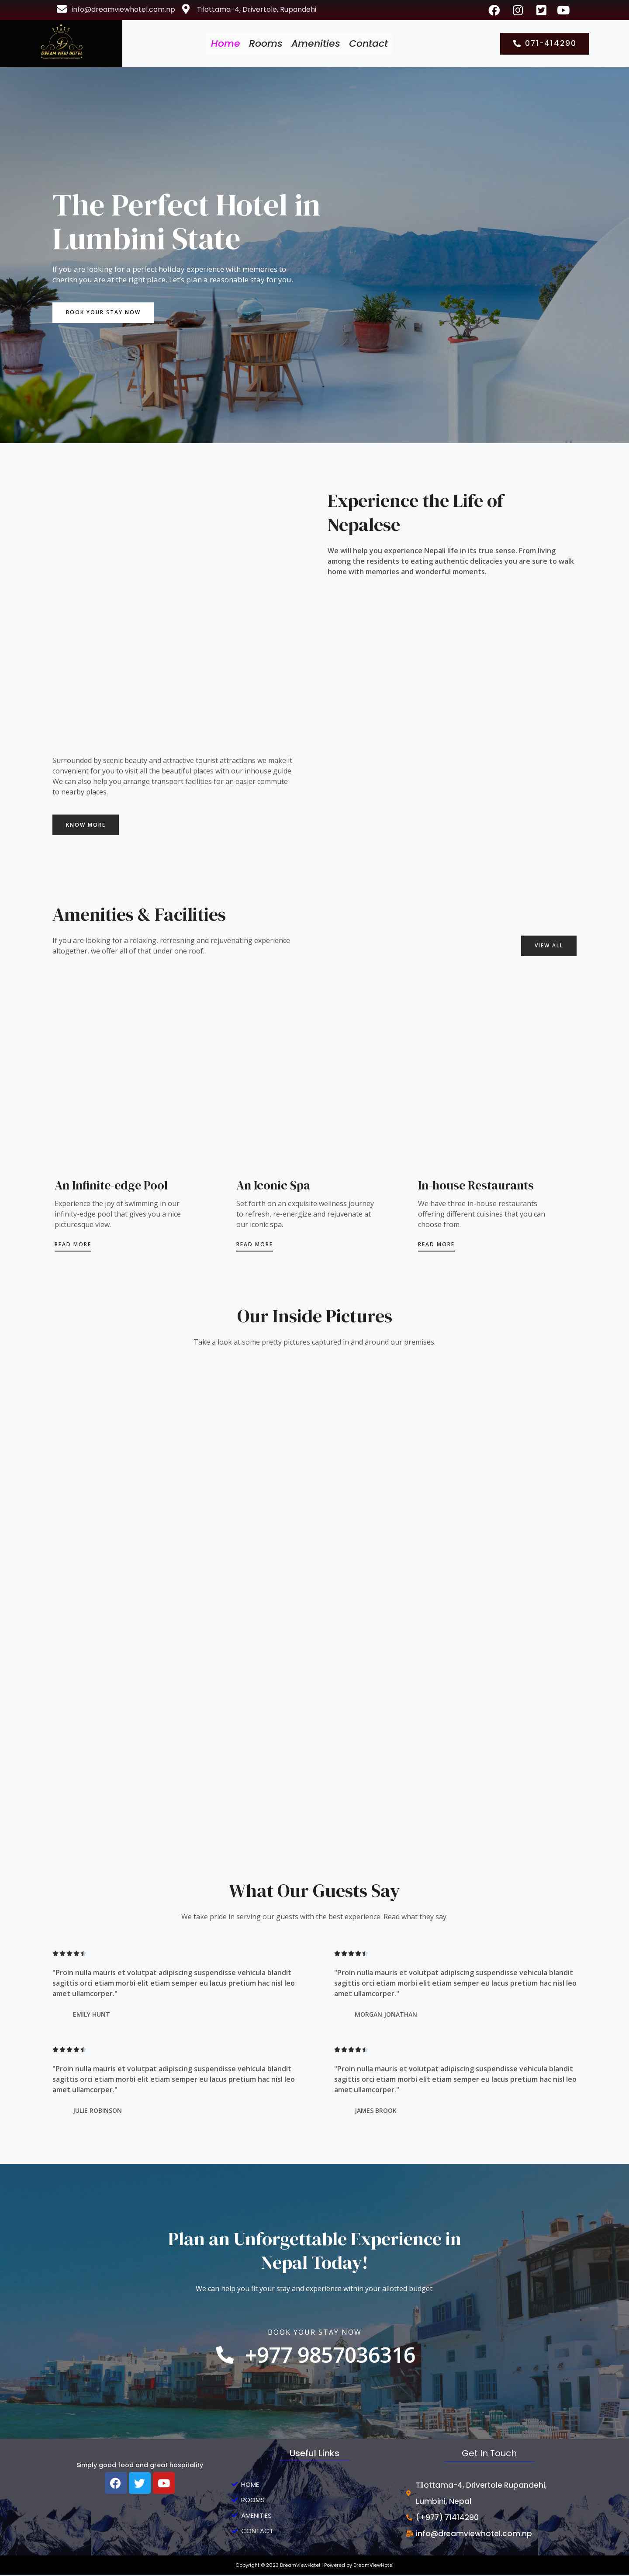 info@dreamviewhotel.com.np
Tilottama-4, Drivertole, Rupandehi
DREAM VIEW HOTEL
Home
Rooms
Amenities
Contact
071-414290
The Perfect Hotel in
Lumbini State
If you are looking for a perfect holiday experience with memories to
cherish you are at the right place. Let's plan a reasonable stay for you.
BOOK YOUR STAY NOW
Experience the Life of
Nepalese
We will help you experience Nepali life in its true sense. From living
among the residents to eating authentic delicacies you are sure to walk
home with memories and wonderful moments.
Surrounded by scenic beauty and attractive tourist attractions we make it
convenient for you to visit all the beautiful places with our inhouse guide.
We can also help you arrange transport facilities for an easier commute
to nearby places.
KNOW MORE
Amenities & Facilities
If you are looking for a relaxing, refreshing and rejuvenating experience
altogether, we offer all of that under one roof.
VIEW ALL
An Infinite-edge Pool
Experience the joy of swimming in our
infinity-edge pool that gives you a nice
picturesque view.
READ MORE
An Iconic Spa
Set forth on an exquisite wellness journey
to refresh, re-energize and rejuvenate at
our iconic spa.
READ MORE
In-house Restaurants
We have three in-house restaurants
offering different cuisines that you can
choose from.
READ MORE
Our Inside Pictures
Take a look at some pretty pictures captured in and around our premises.
What Our Guests Say
We take pride in serving our guests with the best experience. Read what they say.
"Proin nulla mauris et volutpat adipiscing suspendisse vehicula blandit
sagittis orci etiam morbi elit etiam semper eu lacus pretium hac nisl leo
amet ullamcorper."
EMILY HUNT
"Proin nulla mauris et volutpat adipiscing suspendisse vehicula blandit
sagittis orci etiam morbi elit etiam semper eu lacus pretium hac nisl leo
amet ullamcorper."
MORGAN JONATHAN
"Proin nulla mauris et volutpat adipiscing suspendisse vehicula blandit
sagittis orci etiam morbi elit etiam semper eu lacus pretium hac nisl leo
amet ullamcorper."
JULIE ROBINSON
"Proin nulla mauris et volutpat adipiscing suspendisse vehicula blandit
sagittis orci etiam morbi elit etiam semper eu lacus pretium hac nisl leo
amet ullamcorper."
JAMES BROOK
Plan an Unforgettable Experience in
Nepal Today!
We can help you fit your stay and experience within your allotted budget.
BOOK YOUR STAY NOW
+977 9857036316
Simply good food and great hospitality
Useful Links
HOME
ROOMS
AMENITIES
CONTACT
Get In Touch
Tilottama-4, Drivertole Rupandehi,
Lumbini, Nepal
(+977) 71414290
info@dreamviewhotel.com.np
Copyright © 2023 DreamViewHotel | Powered by DreamViewHotel